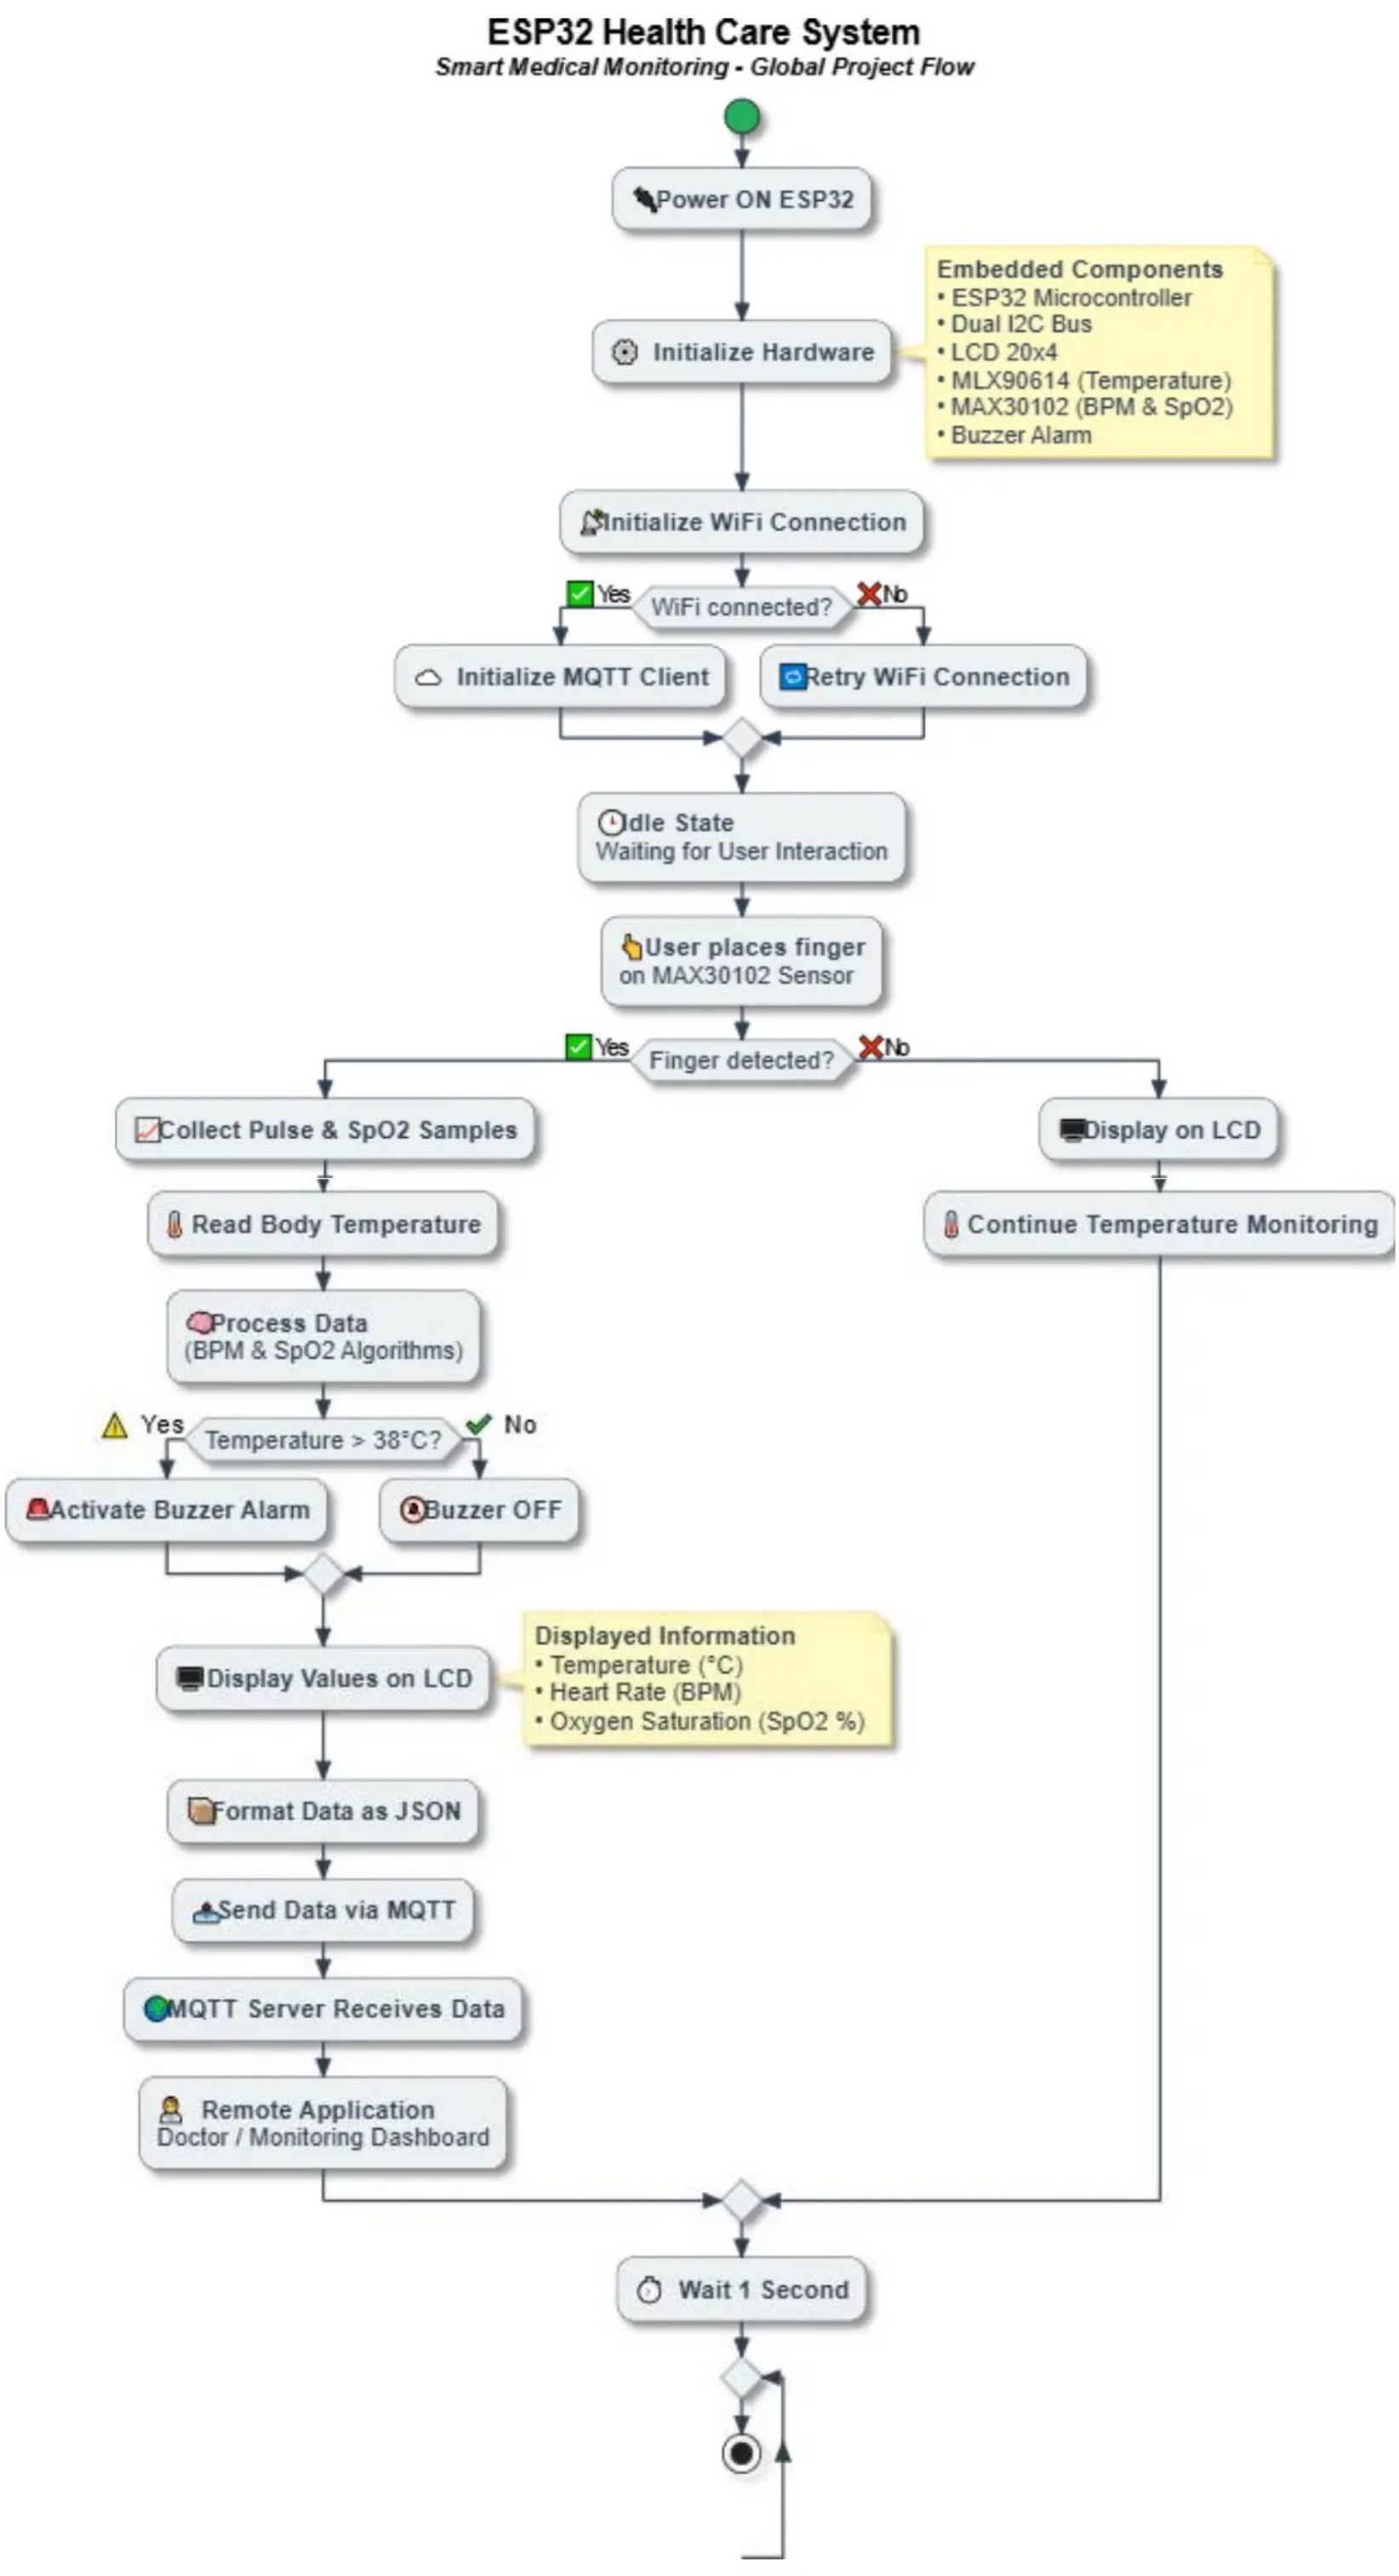 ESP32 Health Care System
Smart Medical Monitoring - Global Project Flow
Power ON ESP32
Embedded Components
• ESP32 Microcontroller
• Dual I2C Bus
• LCD 20x4
• MLX90614 (Temperature)
• MAX30102 (BPM & SpO2)
• Buzzer Alarm
Initialize Hardware
Initialize WiFi Connection
Yes
WiFi connected?
No
Initialize MQTT Client
Retry WiFi Connection
Idle State
Waiting for User Interaction
User places finger
on MAX30102 Sensor
Yes
Finger detected?
No
Collect Pulse & SpO2 Samples
Display on LCD
Read Body Temperature
Continue Temperature Monitoring
Process Data
(BPM & SpO2 Algorithms)
Yes
Temperature > 38°C?
No
Activate Buzzer Alarm
Buzzer OFF
Displayed Information
• Temperature (°C)
• Heart Rate (BPM)
• Oxygen Saturation (SpO2 %)
Display Values on LCD
Format Data as JSON
Send Data via MQTT
MQTT Server Receives Data
Remote Application
Doctor / Monitoring Dashboard
Wait 1 Second